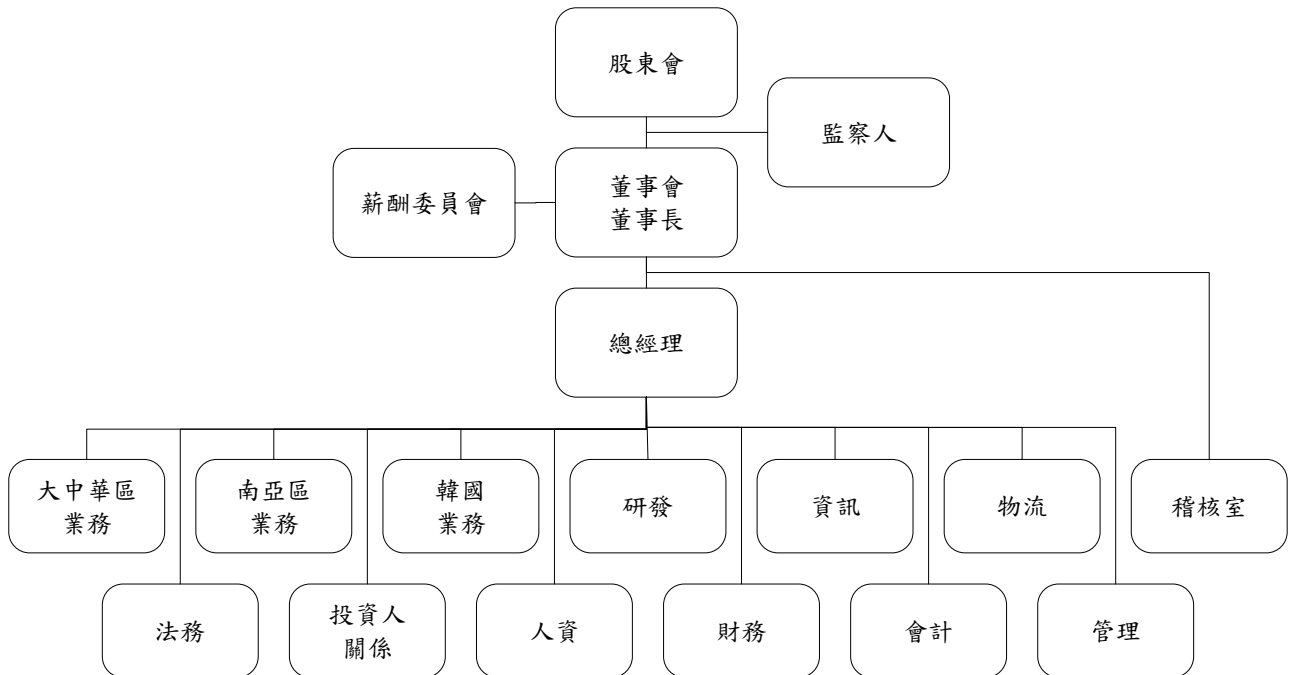 股東會
監察人
薪酬委員會
董事會
董事長
總經理
大中華區
業務
南亞區
業務
韓國
業務
研發
資訊
物流
稽核室
法務
投資人
關係
人資
財務
會計
管理